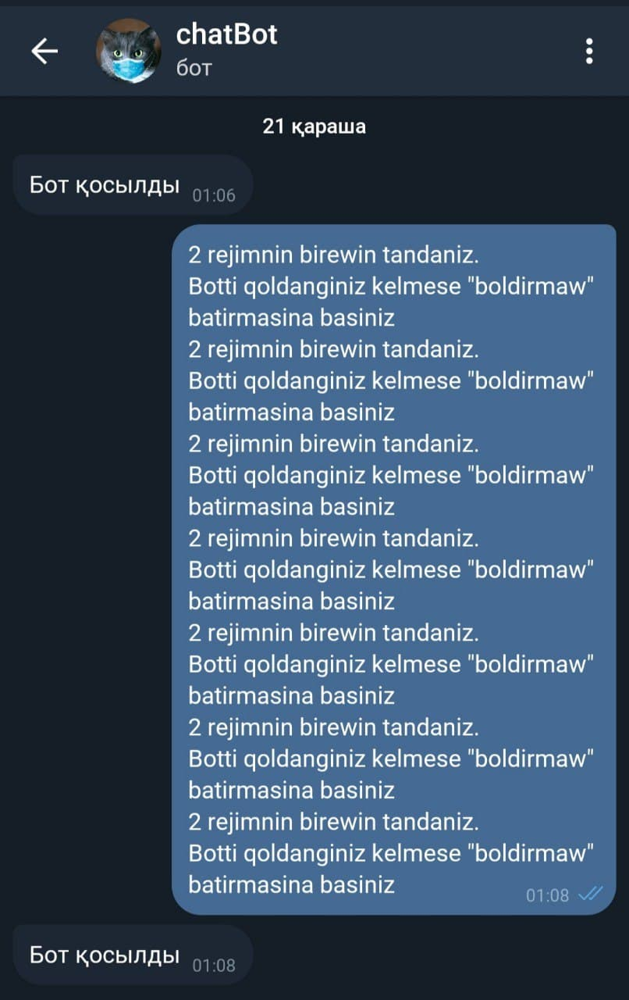 chatBot
бот
21 қараша
Бот қосылды 01:06
2 rejimnin birewin tandaniz.
Botti qoldanginiz kelmese "boldirmaw"
batirmasina basiniz
2 rejimnin birewin tandaniz.
Botti qoldanginiz kelmese "boldirmaw"
batirmasina basiniz
2 rejimnin birewin tandaniz.
Botti qoldanginiz kelmese "boldirmaw"
batirmasina basiniz
2 rejimnin birewin tandaniz.
Botti qoldanginiz kelmese "boldirmaw"
batirmasina basiniz
2 rejimnin birewin tandaniz.
Botti qoldanginiz kelmese "boldirmaw"
batirmasina basiniz
2 rejimnin birewin tandaniz.
Botti qoldanginiz kelmese "boldirmaw"
batirmasina basiniz
2 rejimnin birewin tandaniz.
Botti qoldanginiz kelmese "boldirmaw"
batirmasina basiniz 01:08
Бот қосылды 01:08